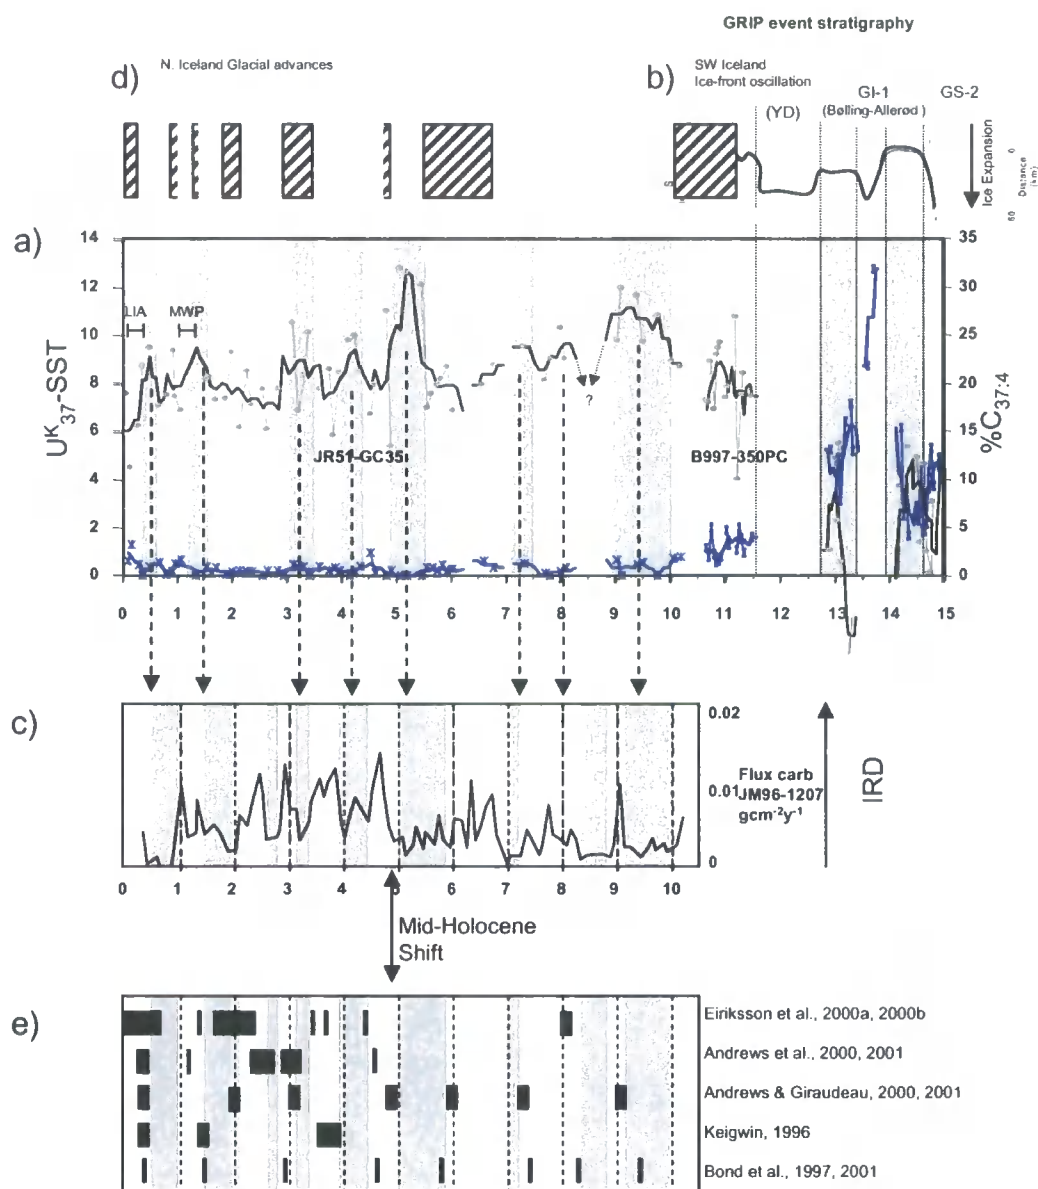 GRIP event stratigraphy
d) N. Iceland Glacial advances
b) SW Iceland
Ice-front oscillation
GI-1
GS-2
(YD)
(Bølling-Allerød )
Ice Expansion
0
60
Distance
(km)
S
a)
14
12
10
8
6
4
2
0
U^K_37-SST
35
30
25
20
15
10
5
0
%C_37:4
LIA
MWP
?
JR51-GC35
B997-350PC
0 1 2 3 4 5 6 7 8 9 10 11 12 13 14 15
c)
0.02
0.01
0
Flux carb
JM96-1207
gcm⁻²y⁻¹
IRD
0 1 2 3 4 5 6 7 8 9 10
Mid-Holocene
Shift
e)
Eiriksson et al., 2000a, 2000b
Andrews et al., 2000, 2001
Andrews & Giraudeau, 2000, 2001
Keigwin, 1996
Bond et al., 1997, 2001